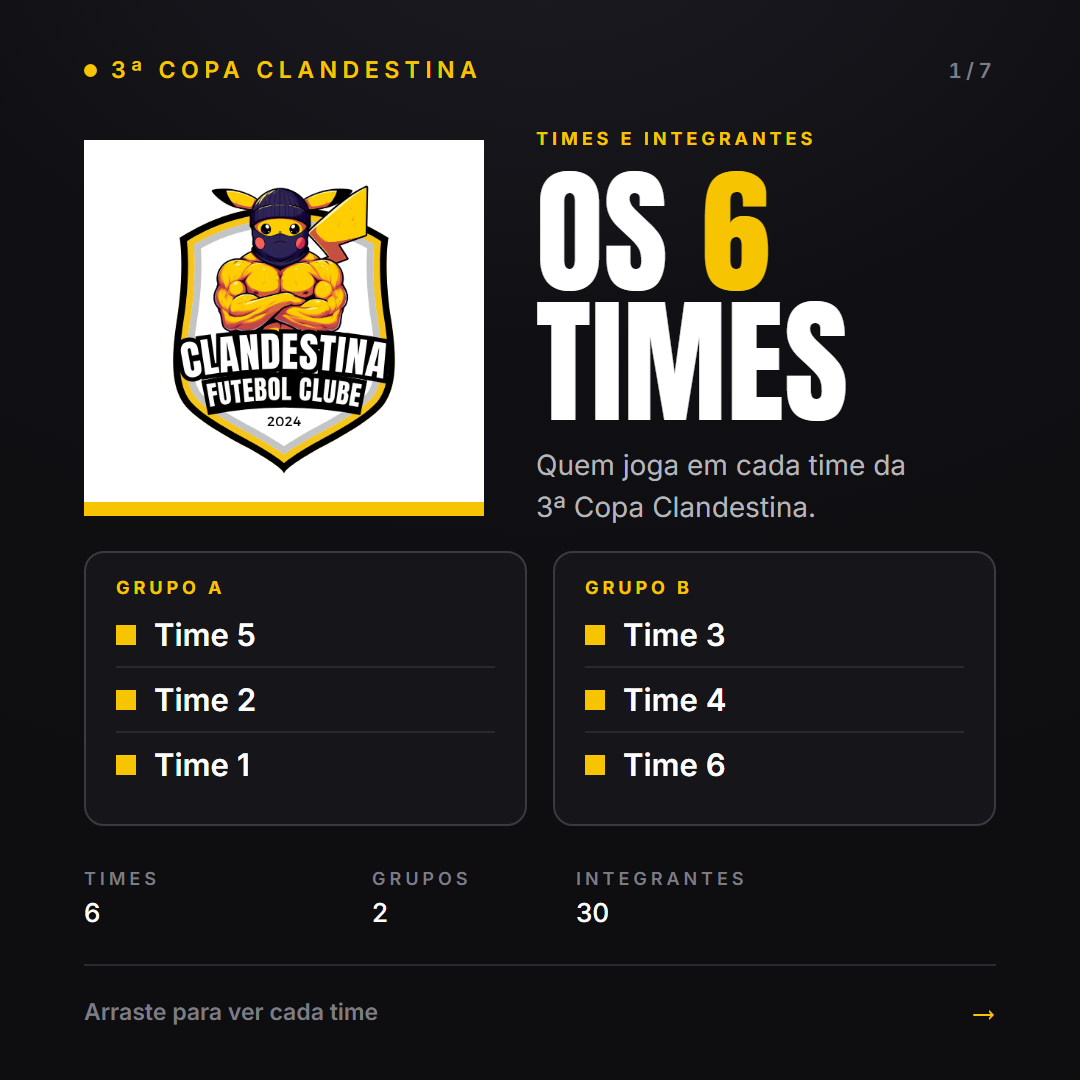 3ª COPA CLANDESTINA
1/7
CLANDESTINA
FUTEBOL CLUBE
2024
TIMES E INTEGRANTES
OS 6
TIMES
Quem joga em cada time da
3ª Copa Clandestina.
GRUPO A
Time 5
Time 2
Time 1
GRUPO B
Time 3
Time 4
Time 6
TIMES
6
GRUPOS
2
INTEGRANTES
30
Arraste para ver cada time →